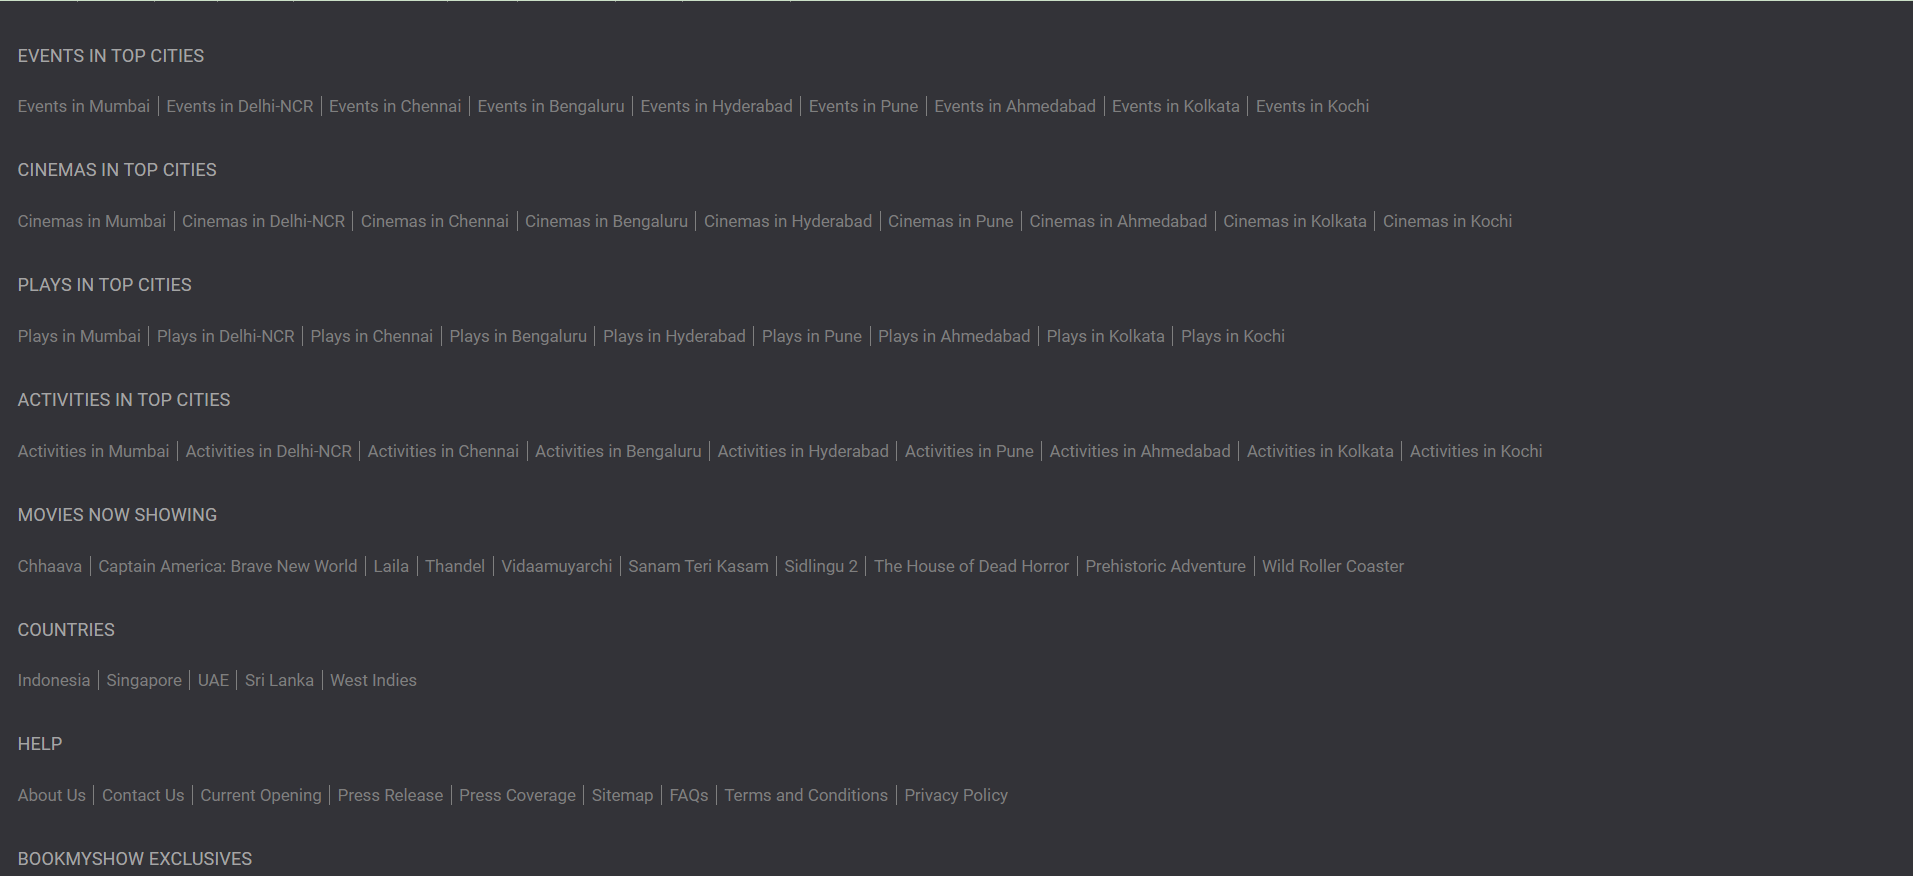 EVENTS IN TOP CITIES
Events in Mumbai | Events in Delhi-NCR | Events in Chennai | Events in Bengaluru | Events in Hyderabad | Events in Pune | Events in Ahmedabad | Events in Kolkata | Events in Kochi
CINEMAS IN TOP CITIES
Cinemas in Mumbai | Cinemas in Delhi-NCR | Cinemas in Chennai | Cinemas in Bengaluru | Cinemas in Hyderabad | Cinemas in Pune | Cinemas in Ahmedabad | Cinemas in Kolkata | Cinemas in Kochi
PLAYS IN TOP CITIES
Plays in Mumbai | Plays in Delhi-NCR | Plays in Chennai | Plays in Bengaluru | Plays in Hyderabad | Plays in Pune | Plays in Ahmedabad | Plays in Kolkata | Plays in Kochi
ACTIVITIES IN TOP CITIES
Activities in Mumbai | Activities in Delhi-NCR | Activities in Chennai | Activities in Bengaluru | Activities in Hyderabad | Activities in Pune | Activities in Ahmedabad | Activities in Kolkata | Activities in Kochi
MOVIES NOW SHOWING
Chhaava | Captain America: Brave New World | Laila | Thandel | Vidaamuyarchi | Sanam Teri Kasam | Sidlingu 2 | The House of Dead Horror | Prehistoric Adventure | Wild Roller Coaster
COUNTRIES
Indonesia | Singapore | UAE | Sri Lanka | West Indies
HELP
About Us | Contact Us | Current Opening | Press Release | Press Coverage | Sitemap | FAQs | Terms and Conditions | Privacy Policy
BOOKMYSHOW EXCLUSIVES